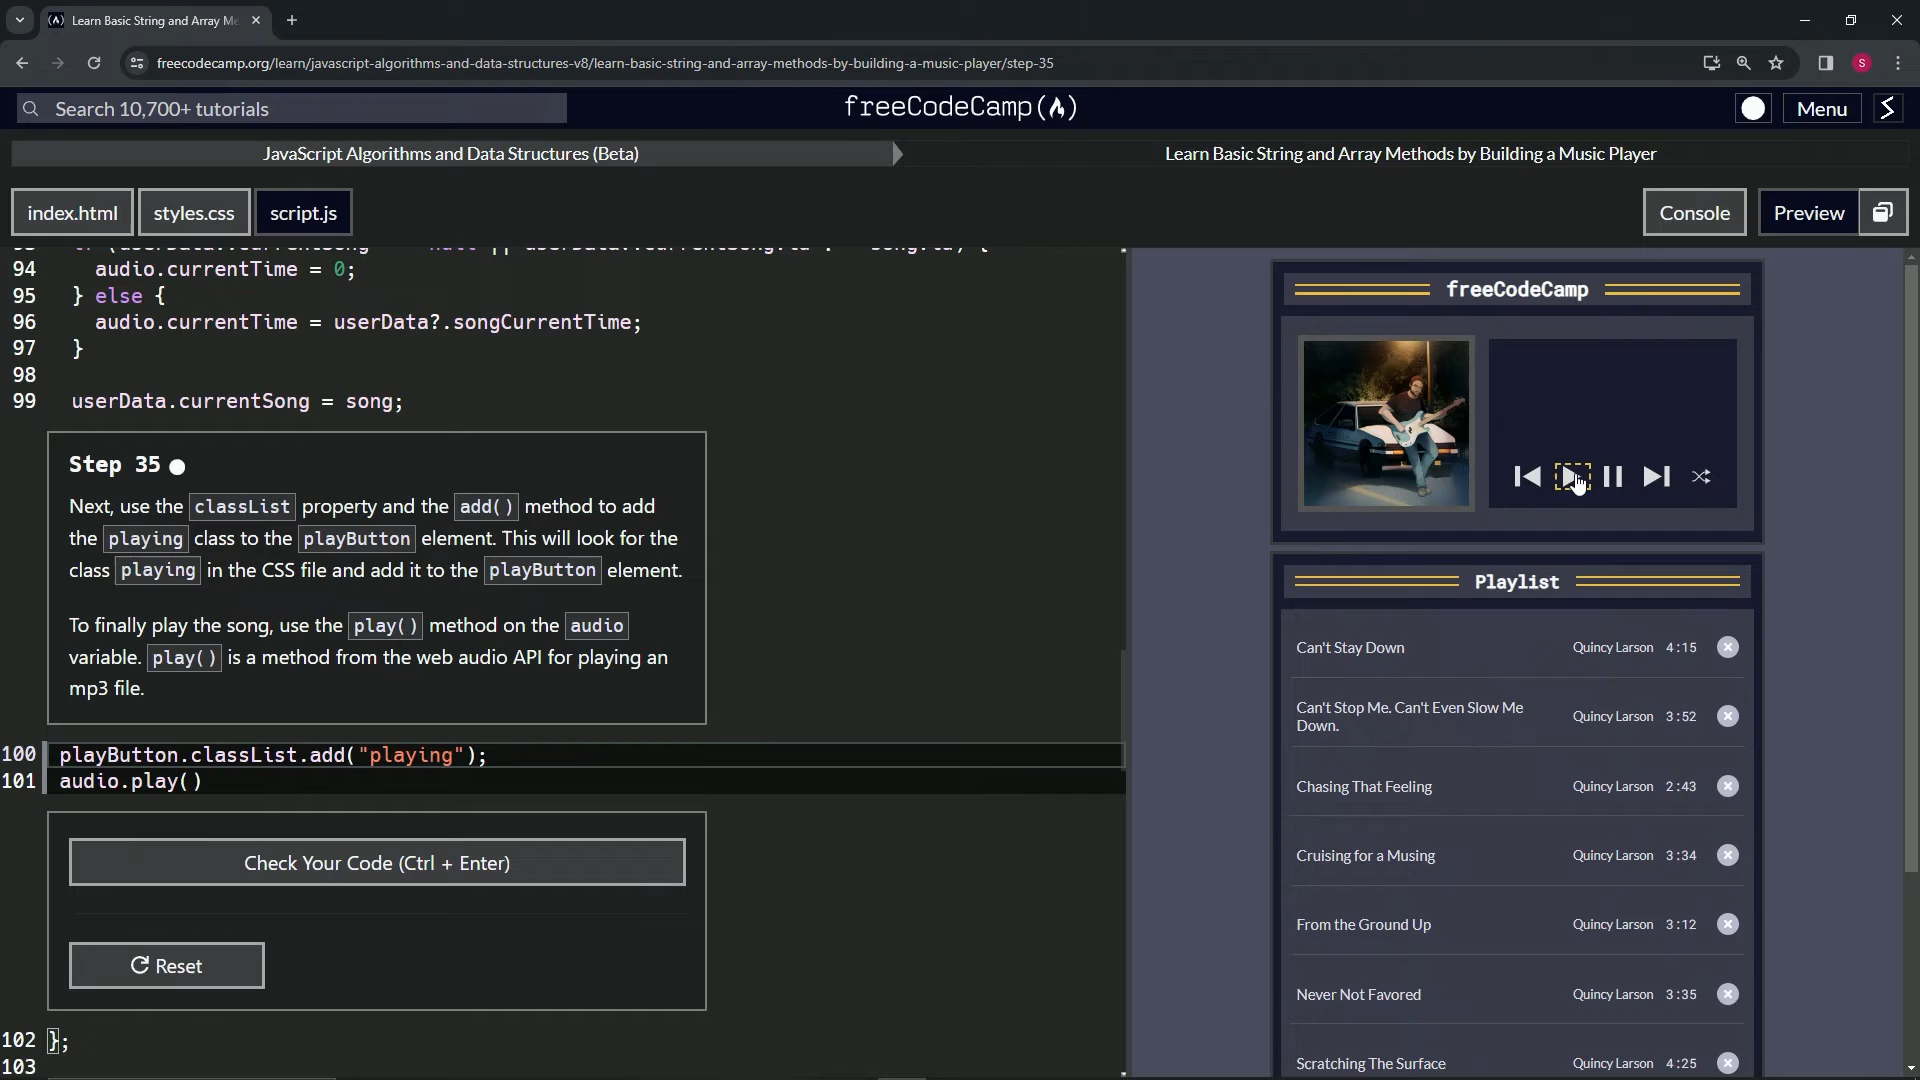 Learn Basic String and Array Me
freecodecamp.org/learn/javascript-algorithms-and-data-structures-v8/learn-basic-string-and-array-methods-by-building-a-music-player/step-35
S
Search 10,700+ tutorials
freeCodeCamp(🔥)
Menu
JavaScript Algorithms and Data Structures (Beta)
Learn Basic String and Array Methods by Building a Music Player
index.html
styles.css
script.js
Console
Preview
94 audio.currentTime = 0;
95 } else {
96 audio.currentTime = userData?.songCurrentTime;
97 }
98
99 userData.currentSong = song;
Step 35
Next, use the classList property and the add() method to add
the playing class to the playButton element. This will look for the
class playing in the CSS file and add it to the playButton element.
To finally play the song, use the play() method on the audio
variable. play() is a method from the web audio API for playing an
mp3 file.
100 playButton.classList.add("playing");
101 audio.play()
Check Your Code (Ctrl + Enter)
Reset
102 };
103
freeCodeCamp
Playlist
Can't Stay Down Quincy Larson 4:15
Can't Stop Me. Can't Even Slow Me
Down. Quincy Larson 3:52
Chasing That Feeling Quincy Larson 2:43
Cruising for a Musing Quincy Larson 3:34
From the Ground Up Quincy Larson 3:12
Never Not Favored Quincy Larson 3:35
Scratching The Surface Quincy Larson 4:25